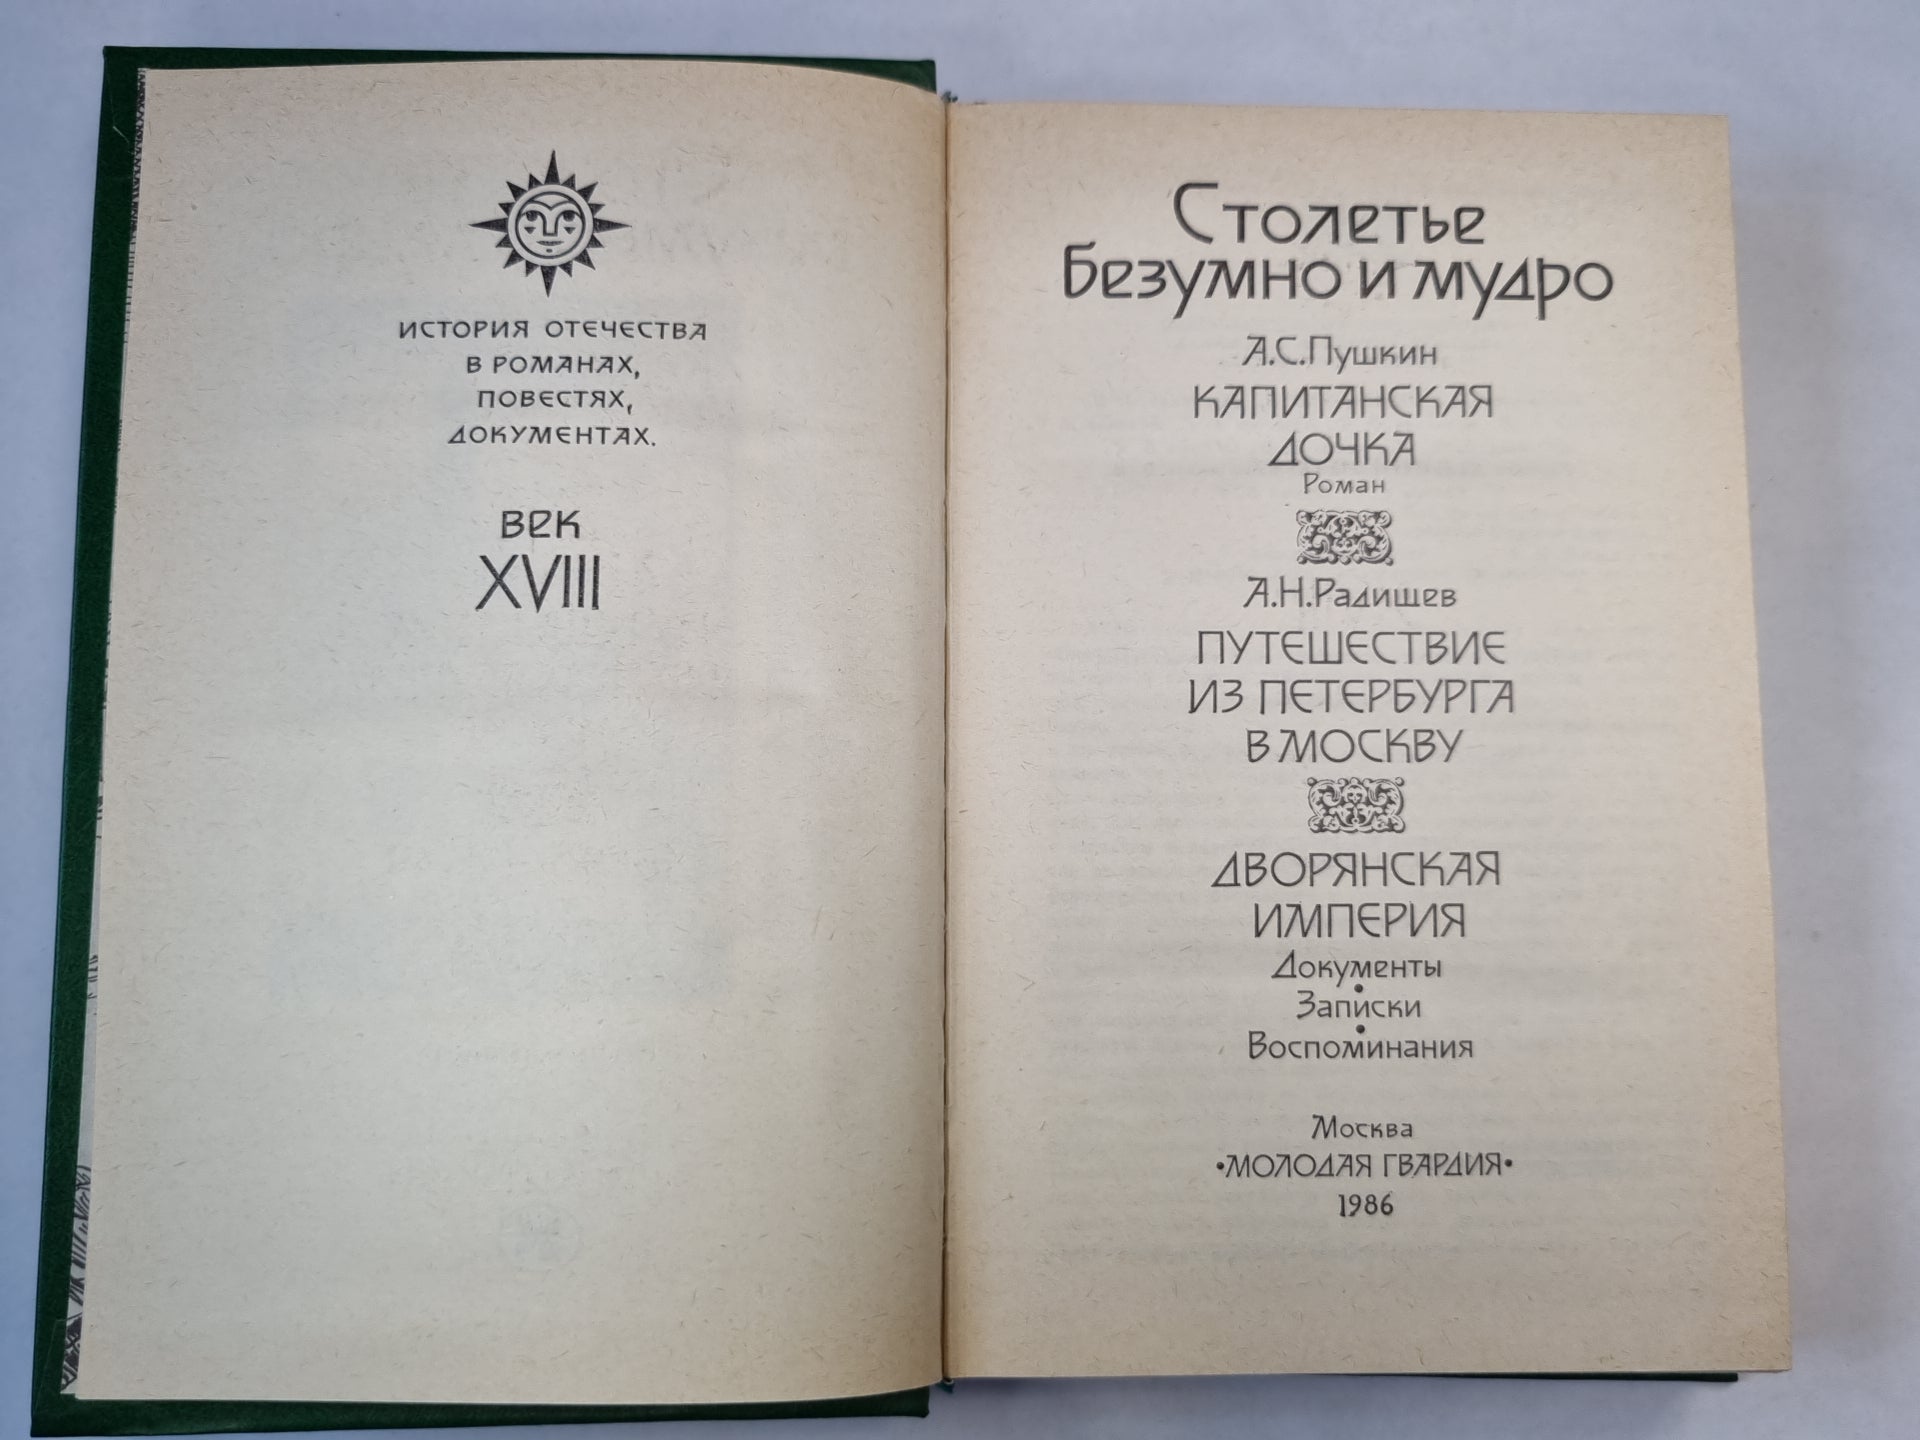 ИСТОРИЯ ОТЕЧЕСТВА
В РОМАНАХ,
ПОВЕСТЯХ,
ДОКУМЕНТАХ.
ВЕК
XVIII
Столетье
безумно и мудро
А.С.Пушкин
КАПИТАНСКАЯ
ДОЧКА
Роман
А.Н.Радищев
ПУТЕШЕСТВИЕ
ИЗ ПЕТЕРБУРГА
В МОСКВУ
ДВОРЯНСКАЯ
ИМПЕРИЯ
Документы
•
Записки
•
Воспоминания
Москва
•МОЛОДАЯ ГВАРДИЯ•
1986